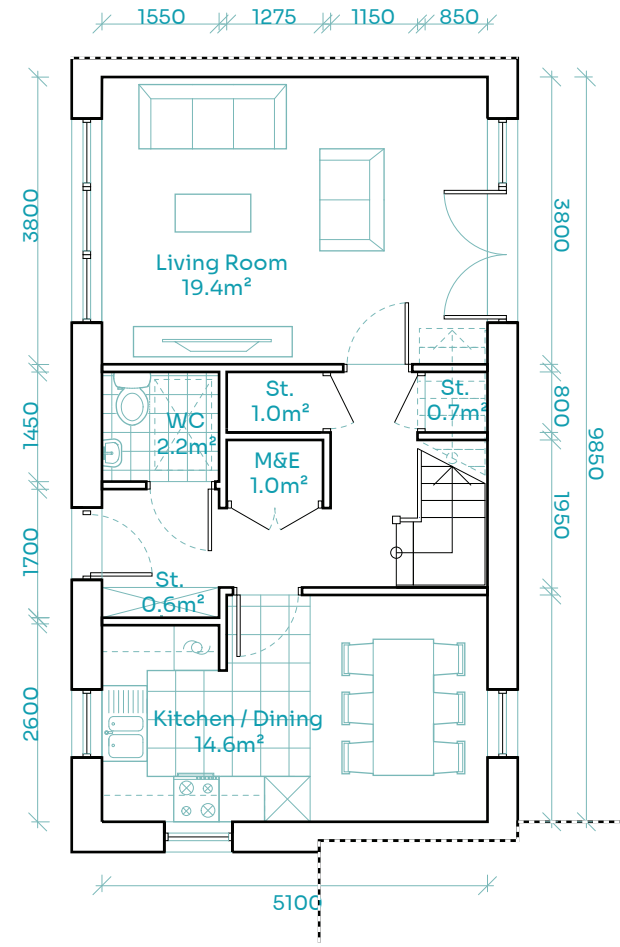 1550
1275
1150
850
3800
3800
Living Room
19.4m²
St.
1.0m²
St.
0.7m²
800
1450
WC
2.2m²
M&E
1.0m²
9850
1950
1700
St.
0.6m²
2600
Kitchen / Dining
14.6m²
5100